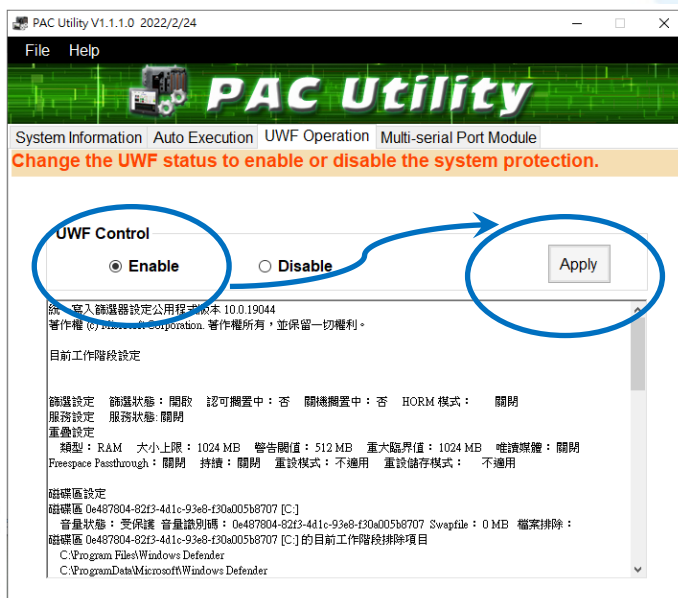 PAC Utility V1.1.1.0 2022/2/24
File Help
PAC Utility
System Information Auto Execution UWF Operation Multi-serial Port Module
Change the UWF status to enable or disable the system protection.
UWF Control
Enable Disable Apply
統一寫入篩選器設定公用程式版本 10.0.19044
著作權 (c) Microsoft Corporation. 著作權所有，並保留一切權利。
目前工作階段設定
篩選設定 篩選狀態：開啟 認可擱置中：否 關機擱置中：否 HORM 模式： 關閉
服務設定 服務狀態:關閉
重疊設定
類型：RAM 大小上限：1024 MB 警告閾值：512 MB 重大臨界值：1024 MB 唯讀媒體：關閉
Freespace Passthrough：關閉 持續：關閉 重設模式：不適用 重設儲存模式： 不適用
磁碟區設定
磁碟區 0e487804-82f3-4d1c-93e8-f30a005b8707 [C:]
音量狀態：受保護 音量識別碼：0e487804-82f3-4d1c-93e8-f30a005b8707 Swapfile：0 MB 檔案排除：
磁碟區 0e487804-82f3-4d1c-93e8-f30a005b8707 [C:] 的目前工作階段排除項目
C:\Program Files\Windows Defender
C:\ProgramData\Microsoft\Windows Defender